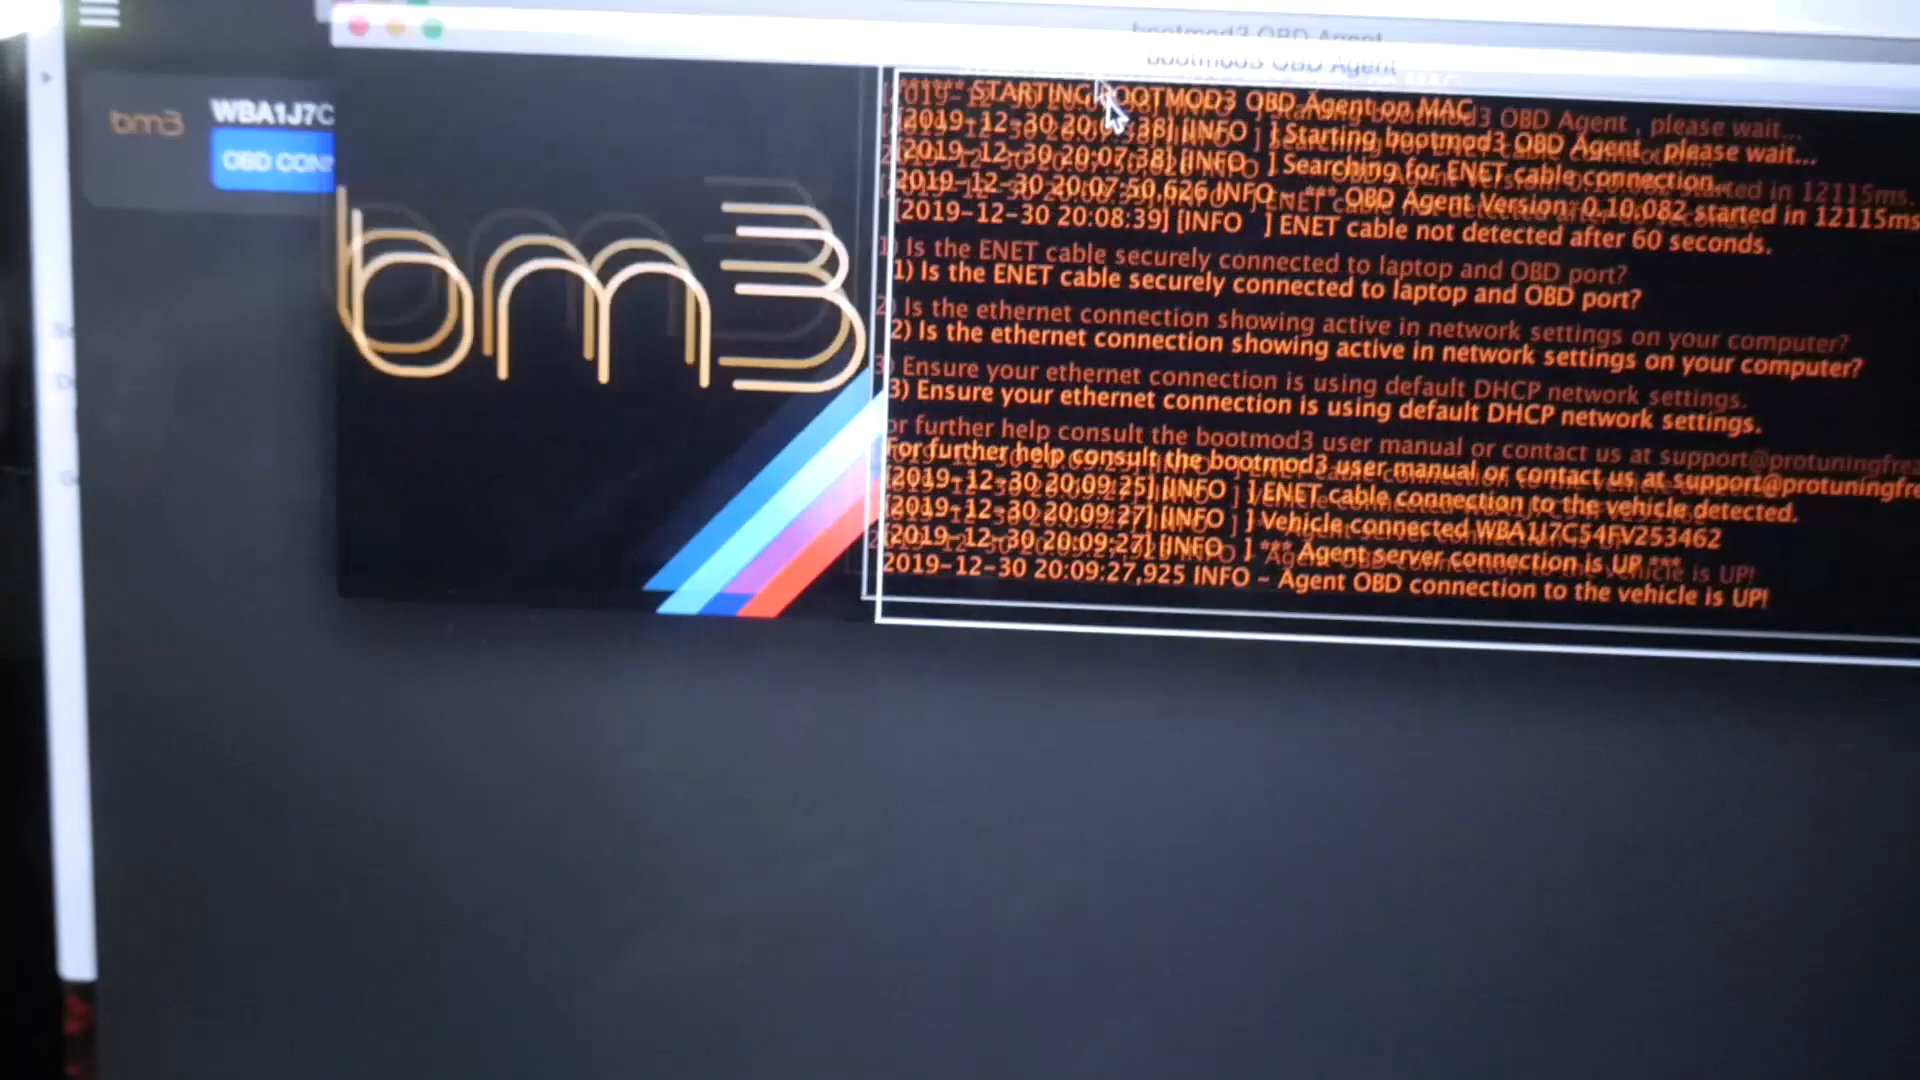 bootmod3 OBD Agent
bm3
WBA1J7C
OBD CON
bm3
****** STARTING BOOTMOD3 OBD Agent on MAC
[2019-12-30 20:07:38] [INFO ] Starting bootmod3 OBD Agent , please wait...
[2019-12-30 20:07:38] [INFO ] Searching for ENET cable connection...
2019-12-30 20:07:50,626 INFO - *** OBD Agent Version: 0.10.082 started in 12115ms
[2019-12-30 20:08:39] [INFO ] ENET cable not detected after 60 seconds.
1) Is the ENET cable securely connected to laptop and OBD port?
2) Is the ethernet connection showing active in network settings on your computer?
3) Ensure your ethernet connection is using default DHCP network settings.
For further help consult the bootmod3 user manual or contact us at support@protuningfre
[2019-12-30 20:09:25] [INFO ] ENET cable connection to the vehicle detected.
[2019-12-30 20:09:27] [INFO ] Vehicle connected WBA1J7C54FV253462
[2019-12-30 20:09:27] [INFO ] *** Agent server connection is UP ***
2019-12-30 20:09:27,925 INFO - Agent OBD connection to the vehicle is UP!